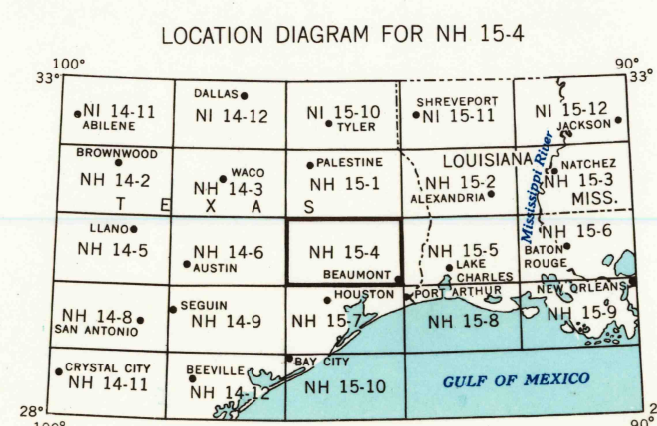 LOCATION DIAGRAM FOR NH 15-4
100°
90°
33°
33°
NI 14-11
ABILENE
DALLAS
NI 14-12
NI 15-10
TYLER
SHREVEPORT
NI 15-11
NI 15-12
JACKSON
BROWNWOOD
NH 14-2
WACO
NH 14-3
PALESTINE
NH 15-1
LOUISIANA
NH 15-2
ALEXANDRIA
NATCHEZ
NH 15-3
MISS.
T E X A S
Mississippi River
LLANO
NH 14-5
NH 14-6
AUSTIN
NH 15-4
BEAUMONT
NH 15-5
LAKE
CHARLES
NH 15-6
BATON
ROUGE
NH 14-8
SAN ANTONIO
SEGUIN
NH 14-9
HOUSTON
NH 15-7
PORT ARTHUR
NH 15-8
NEW ORLEANS
NH 15-9
CRYSTAL CITY
NH 14-11
BEEVILLE
NH 14-12
BAY CITY
NH 15-10
GULF OF MEXICO
28°
100°
90°